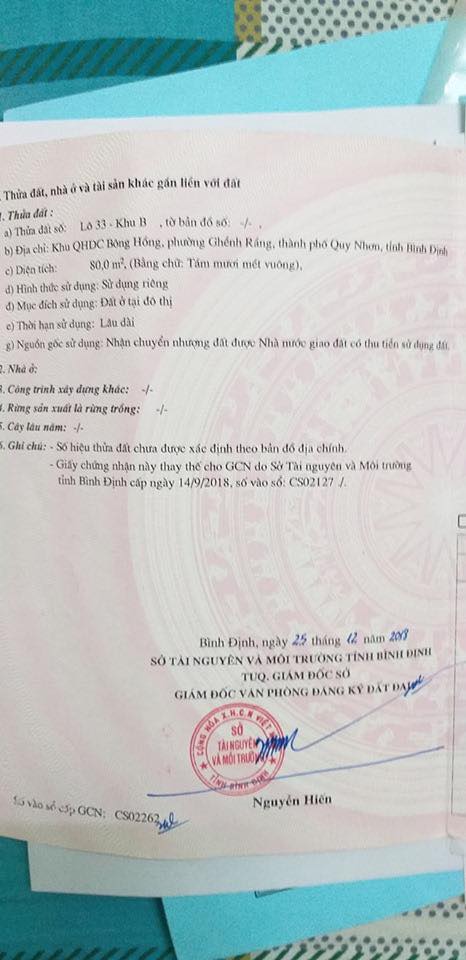 . Thửa đất, nhà ở và tài sản khác gắn liền với đất
1. Thửa đất :
a) Thửa đất số: Lô 33 - Khu B , tờ bản đồ số: -/- ,
b) Địa chỉ: Khu QHDC Bông Hồng, phường Ghềnh Ráng, thành phố Quy Nhơn, tỉnh Bình Định
c) Diện tích: 80,0 m², (Bằng chữ: Tám mươi mét vuông),
d) Hình thức sử dụng: Sử dụng riêng
đ) Mục đích sử dụng: Đất ở tại đô thị
e) Thời hạn sử dụng: Lâu dài
g) Nguồn gốc sử dụng: Nhận chuyển nhượng đất được Nhà nước giao đất có thu tiền sử dụng đất.
2. Nhà ở:
3. Công trình xây dựng khác: -/-
4. Rừng sản xuất là rừng trồng: -/-
5. Cây lâu năm: -/-
6. Ghi chú: - Số hiệu thửa đất chưa được xác định theo bản đồ địa chính.
- Giấy chứng nhận này thay thế cho GCN do Sở Tài nguyên và Môi trường
tỉnh Bình Định cấp ngày 14/9/2018, số vào sổ: CS02127 ./.
Bình Định, ngày 25 tháng 12 năm 2018
SỞ TÀI NGUYÊN VÀ MÔI TRƯỜNG TỈNH BÌNH ĐỊNH
TUQ. GIÁM ĐỐC SỞ
GIÁM ĐỐC VĂN PHÒNG ĐĂNG KÝ ĐẤT ĐAI
CỘNG HÒA X.H.C.N VIỆT NAM
SỞ
TÀI NGUYÊN
VÀ MÔI TRƯỜNG
TỈNH BÌNH ĐỊNH
Nguyễn Hiến
Số vào sổ cấp GCN: CS02262